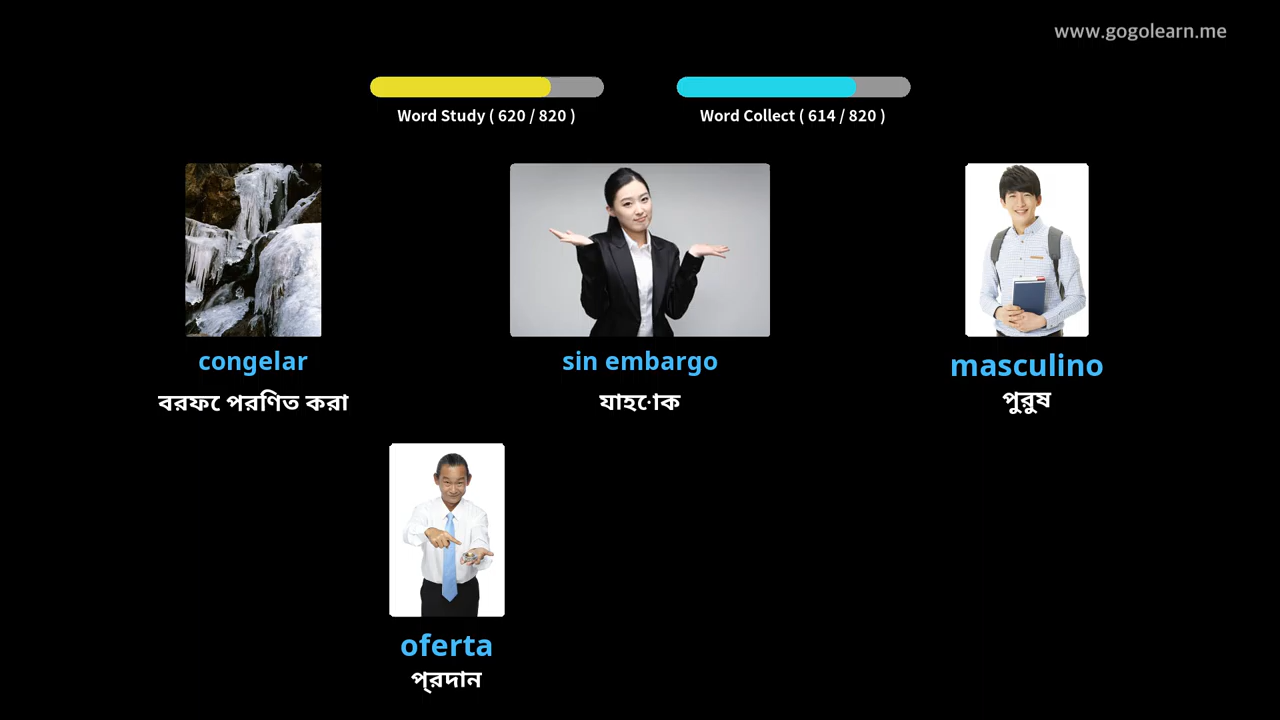 www.gogolearn.me
Word Study ( 620 / 820 )
Word Collect ( 614 / 820 )
congelar
sin embargo
masculino
বরফে পরিণত করা
যাহোক
পুরুষ
oferta
প্রদান